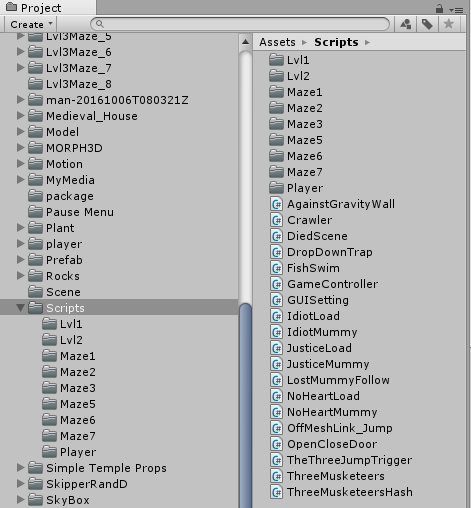 Project
Create
Lvl3Maze_5
Lvl3Maze_6
Lvl3Maze_7
Lvl3Maze_8
man-20161006T080321Z
Medieval_House
Model
MORPH3D
Motion
MyMedia
package
Pause Menu
Plant
player
Prefab
Rocks
Scene
Scripts
Lvl1
Lvl2
Maze1
Maze2
Maze3
Maze5
Maze6
Maze7
Player
Simple Temple Props
SkipperRandD
SkyBox
Assets ▸ Scripts ▸
Lvl1
Lvl2
Maze1
Maze2
Maze3
Maze5
Maze6
Maze7
Player
AgainstGravityWall
Crawler
DiedScene
DropDownTrap
FishSwim
GameController
GUISetting
IdiotLoad
IdiotMummy
JusticeLoad
JusticeMummy
LostMummyFollow
NoHeartLoad
NoHeartMummy
OffMeshLink_Jump
OpenCloseDoor
TheThreeJumpTrigger
ThreeMusketeers
ThreeMusketeersHash